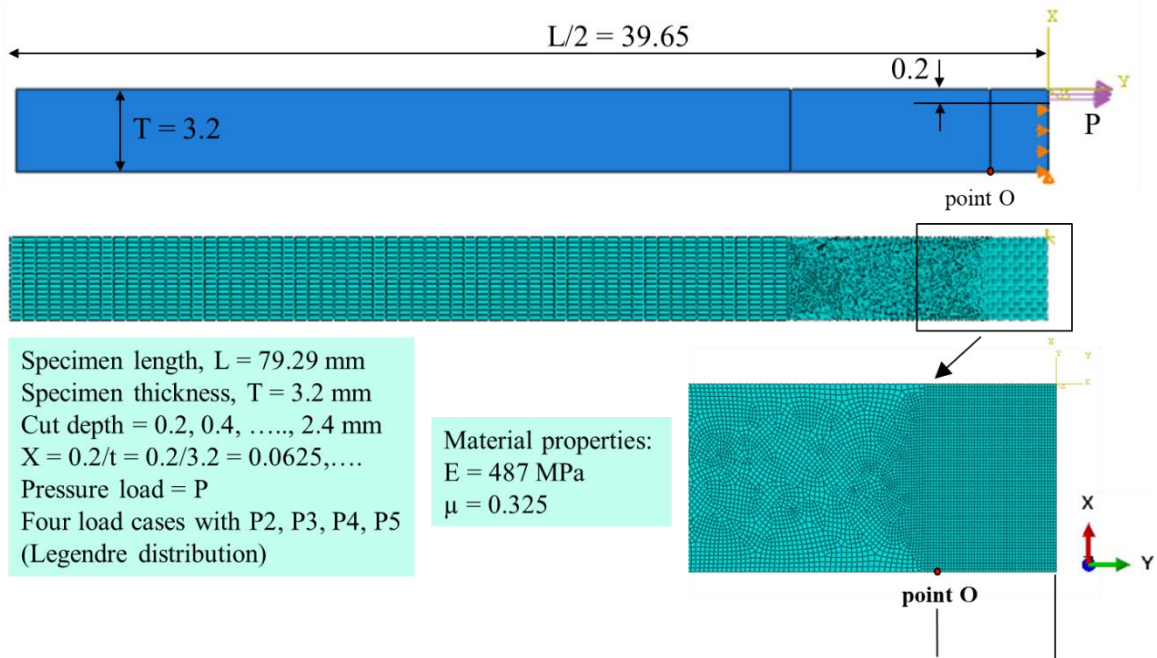 L/2 = 39.65
X
0.2
Y
T = 3.2
P
point O
Specimen length, L = 79.29 mm
Specimen thickness, T = 3.2 mm
Cut depth = 0.2, 0.4, ….., 2.4 mm
X = 0.2/t = 0.2/3.2 = 0.0625,….
Pressure load = P
Four load cases with P2, P3, P4, P5
(Legendre distribution)
Material properties:
E = 487 MPa
μ = 0.325
X
Y
point O